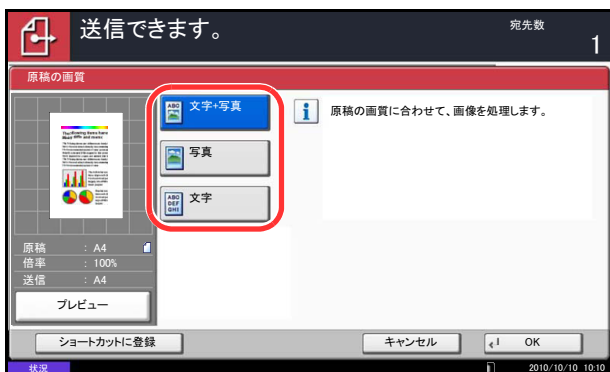 送信できます。
宛先数
1
原稿の画質
文字+写真
写真
文字
原稿の画質に合わせて、画像を処理します。
原稿 : A4
倍率 : 100%
送信 : A4
プレビュー
ショートカットに登録
キャンセル
OK
状況
2010/10/10 10:10